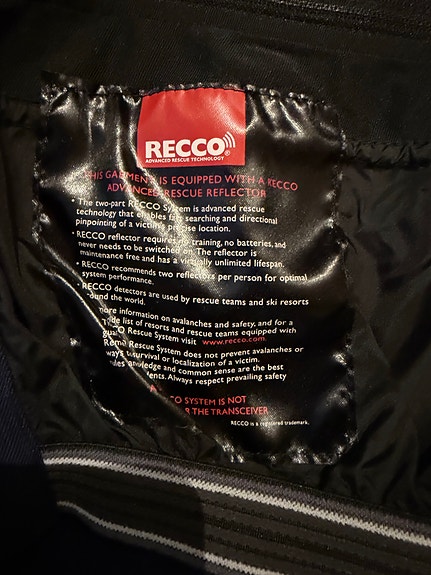 RECCO®
ADVANCED RESCUE TECHNOLOGY
THIS GARMENT IS EQUIPPED WITH A RECCO
ADVANCED RESCUE REFLECTOR
• The two-part RECCO System is advanced rescue
technology that enables fast searching and directional
pinpointing of a victim's precise location.
• RECCO reflector requires no training, no batteries, and
never needs to be switched on. The reflector is
maintenance free and has a virtually unlimited lifespan.
• RECCO recommends two reflectors per person for optimal
system performance.
• RECCO detectors are used by rescue teams and ski resorts
around the world.
more information on avalanches and safety, and for a
list of resorts and rescue teams equipped with
Rescue System visit www.recco.com
Rescue System does not prevent avalanches or
survival or localization of a victim.
and common sense are the best
Always respect prevailing safety
RECCO SYSTEM IS NOT
THE TRANSCEIVER
RECCO is a registered trademark.